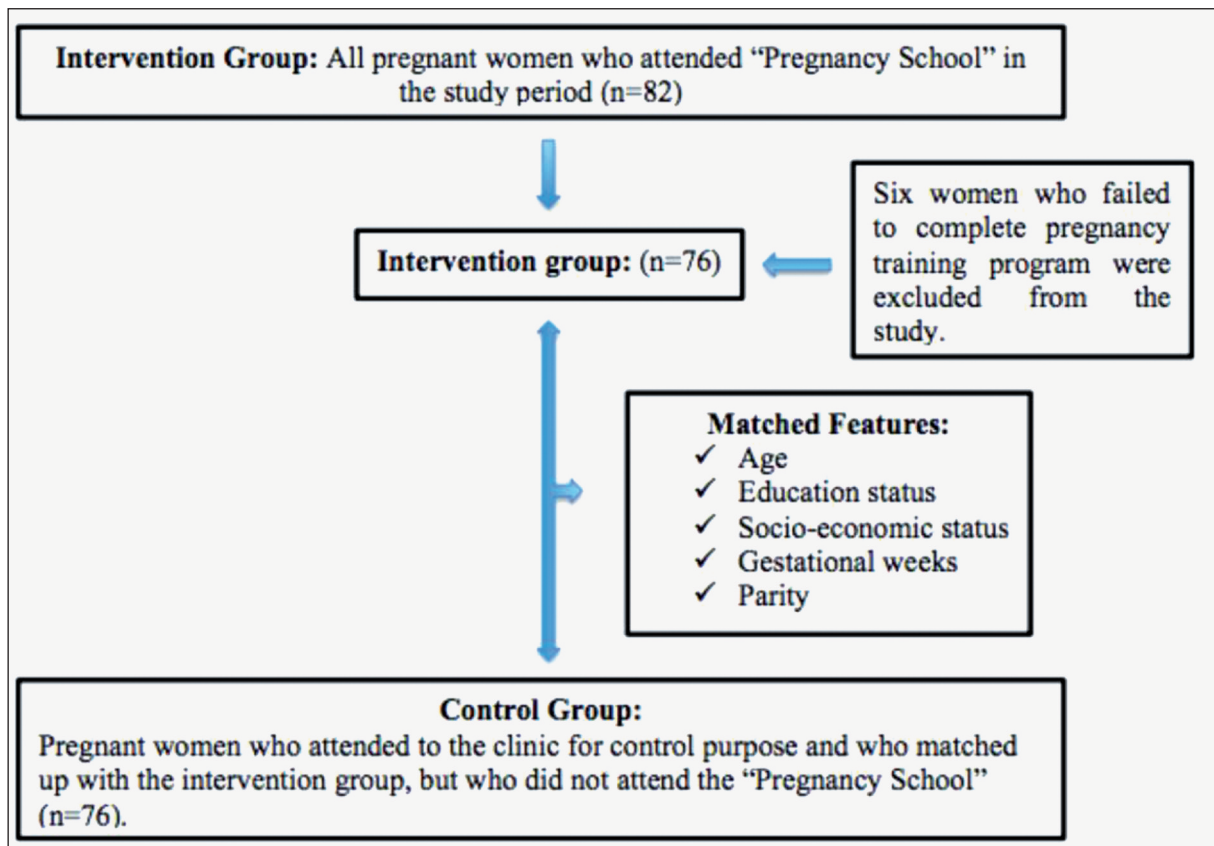 Intervention Group: All pregnant women who attended “Pregnancy School” in
the study period (n=82)
Intervention group: (n=76)
Six women who failed
to complete pregnancy
training program were
excluded from the
study.
Matched Features:
✓ Age
✓ Education status
✓ Socio-economic status
✓ Gestational weeks
✓ Parity
Control Group:
Pregnant women who attended to the clinic for control purpose and who matched
up with the intervention group, but who did not attend the “Pregnancy School”
(n=76).